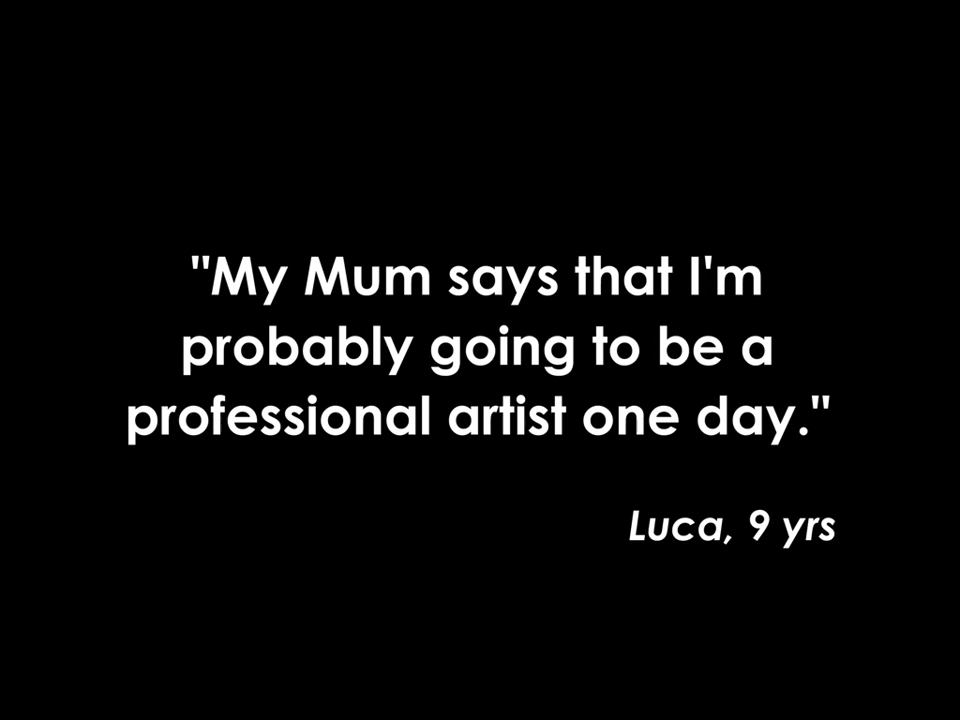 "My Mum says that I'm
probably going to be a
professional artist one day."
Luca, 9 yrs